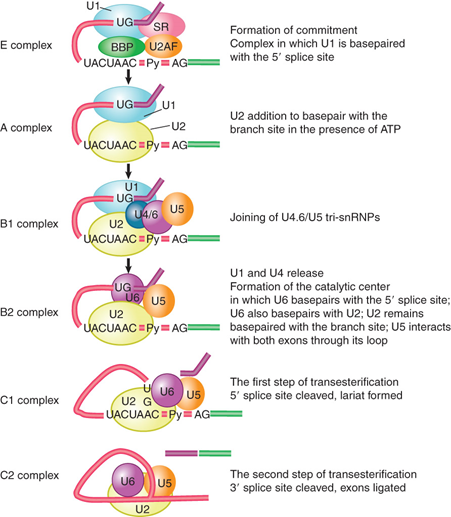 U1
UG
SR
BBP
U2AF
E complex
UACUAAC Py AG
Formation of commitment
Complex in which U1 is basepaired
with the 5′ splice site
UG
U1
U2
A complex
UACUAAC Py AG
U2 addition to basepair with the
branch site in the presence of ATP
U1
UG
U2
U4/6
U5
B1 complex
UACUAAC Py AG
Joining of U4.6/U5 tri-snRNPs
UG
U6
U5
U2
B2 complex
UACUAAC Py AG
U1 and U4 release
Formation of the catalytic center
in which U6 basepairs with the 5′ splice site;
U6 also basepairs with U2; U2 remains
basepaired with the branch site; U5 interacts
with both exons through its loop
U
G
U2
U6
U5
C1 complex
UACUAAC Py AG
The first step of transesterification
5′ splice site cleaved, lariat formed
C2 complex
U6
U5
U2
The second step of transesterification
3′ splice site cleaved, exons ligated